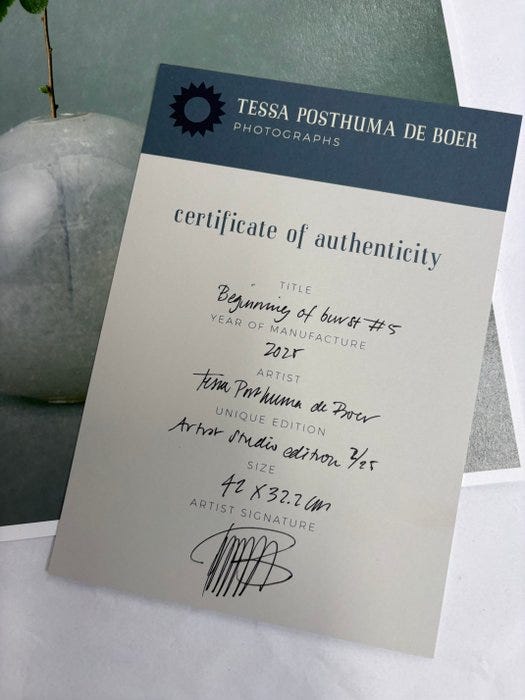 TESSA POSTHUMA DE BOER
PHOTOGRAPHS
certificate of authenticity
TITLE
Beginning of burst #5
YEAR OF MANUFACTURE
2025
ARTIST
Tessa Posthuma de Boer
UNIQUE EDITION
Artist studio edition 2/25
SIZE
42 x 32.2 cm
ARTIST SIGNATURE